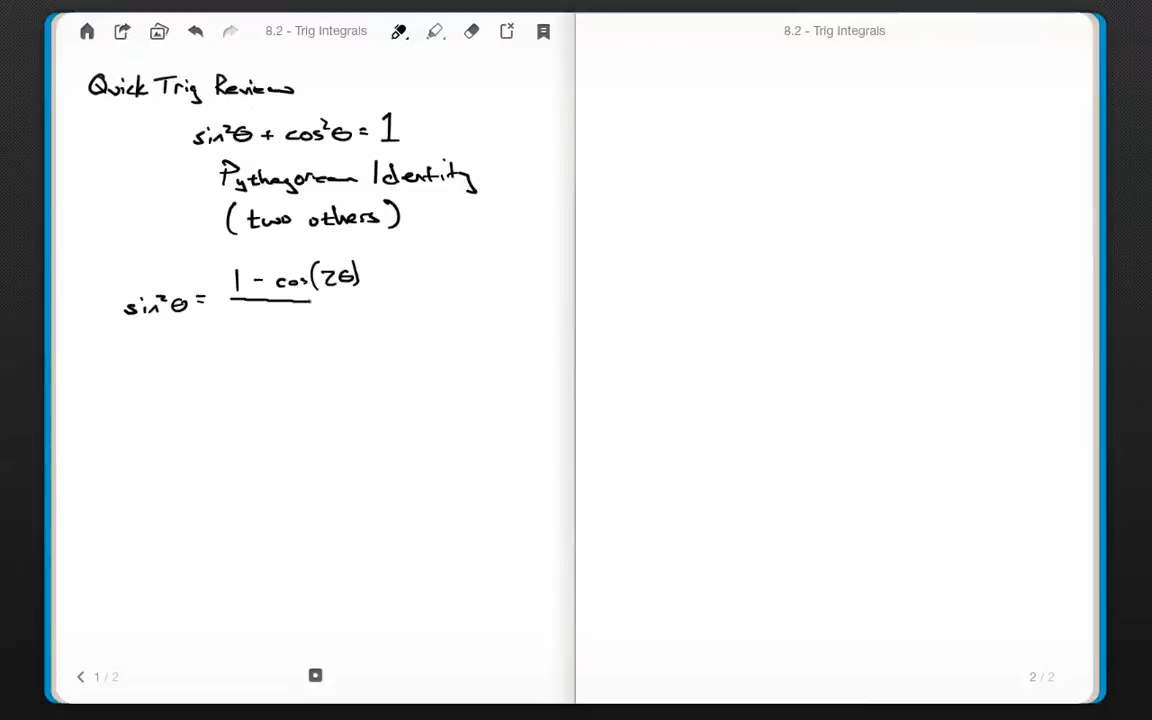 8.2 - Trig Integrals
Quick Trig Review
sin²θ + cos²θ = 1
Pythagorean Identity
(two others)
1 - cos(2θ)
sin²θ =
1 / 2
8.2 - Trig Integrals
2 / 2